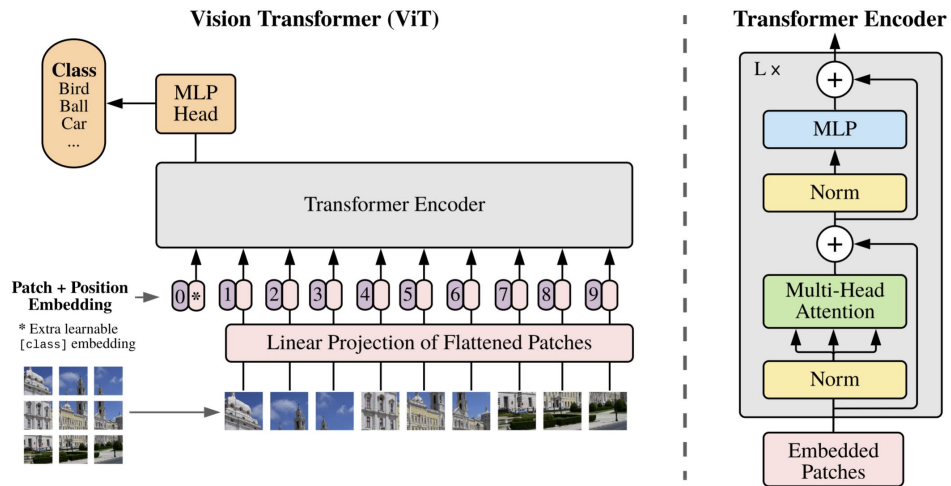 Vision Transformer (ViT)
Class
Bird
Ball
Car
...
MLP
Head
Transformer Encoder
Patch + Position
Embedding
* Extra learnable
[class] embedding
0 * 1 2 3 4 5 6 7 8 9
Linear Projection of Flattened Patches
Transformer Encoder
L ×
+
MLP
Norm
+
Multi-Head
Attention
Norm
Embedded
Patches